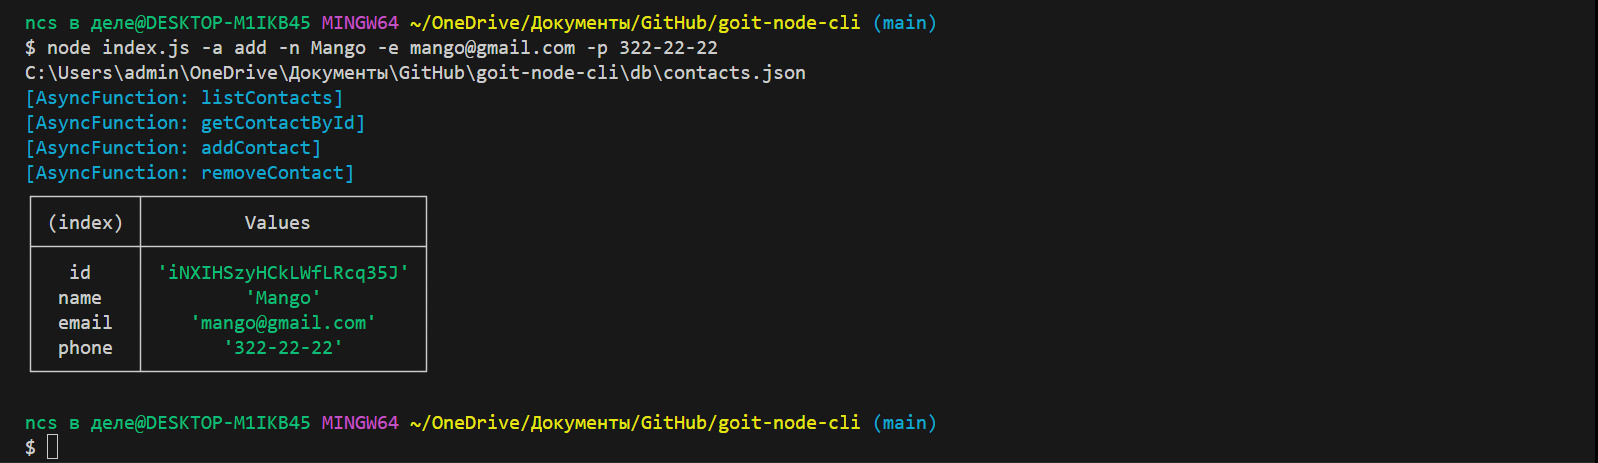 ncs в деле@DESKTOP-M1IKB45 MINGW64 ~/OneDrive/Документы/GitHub/goit-node-cli (main)
$ node index.js -a add -n Mango -e mango@gmail.com -p 322-22-22
C:\Users\admin\OneDrive\Документы\GitHub\goit-node-cli\db\contacts.json
[AsyncFunction: listContacts]
[AsyncFunction: getContactById]
[AsyncFunction: addContact]
[AsyncFunction: removeContact]
(index) Values
id 'iNXIHSzyHCkLWfLRcq35J'
name 'Mango'
email 'mango@gmail.com'
phone '322-22-22'
ncs в деле@DESKTOP-M1IKB45 MINGW64 ~/OneDrive/Документы/GitHub/goit-node-cli (main)
$